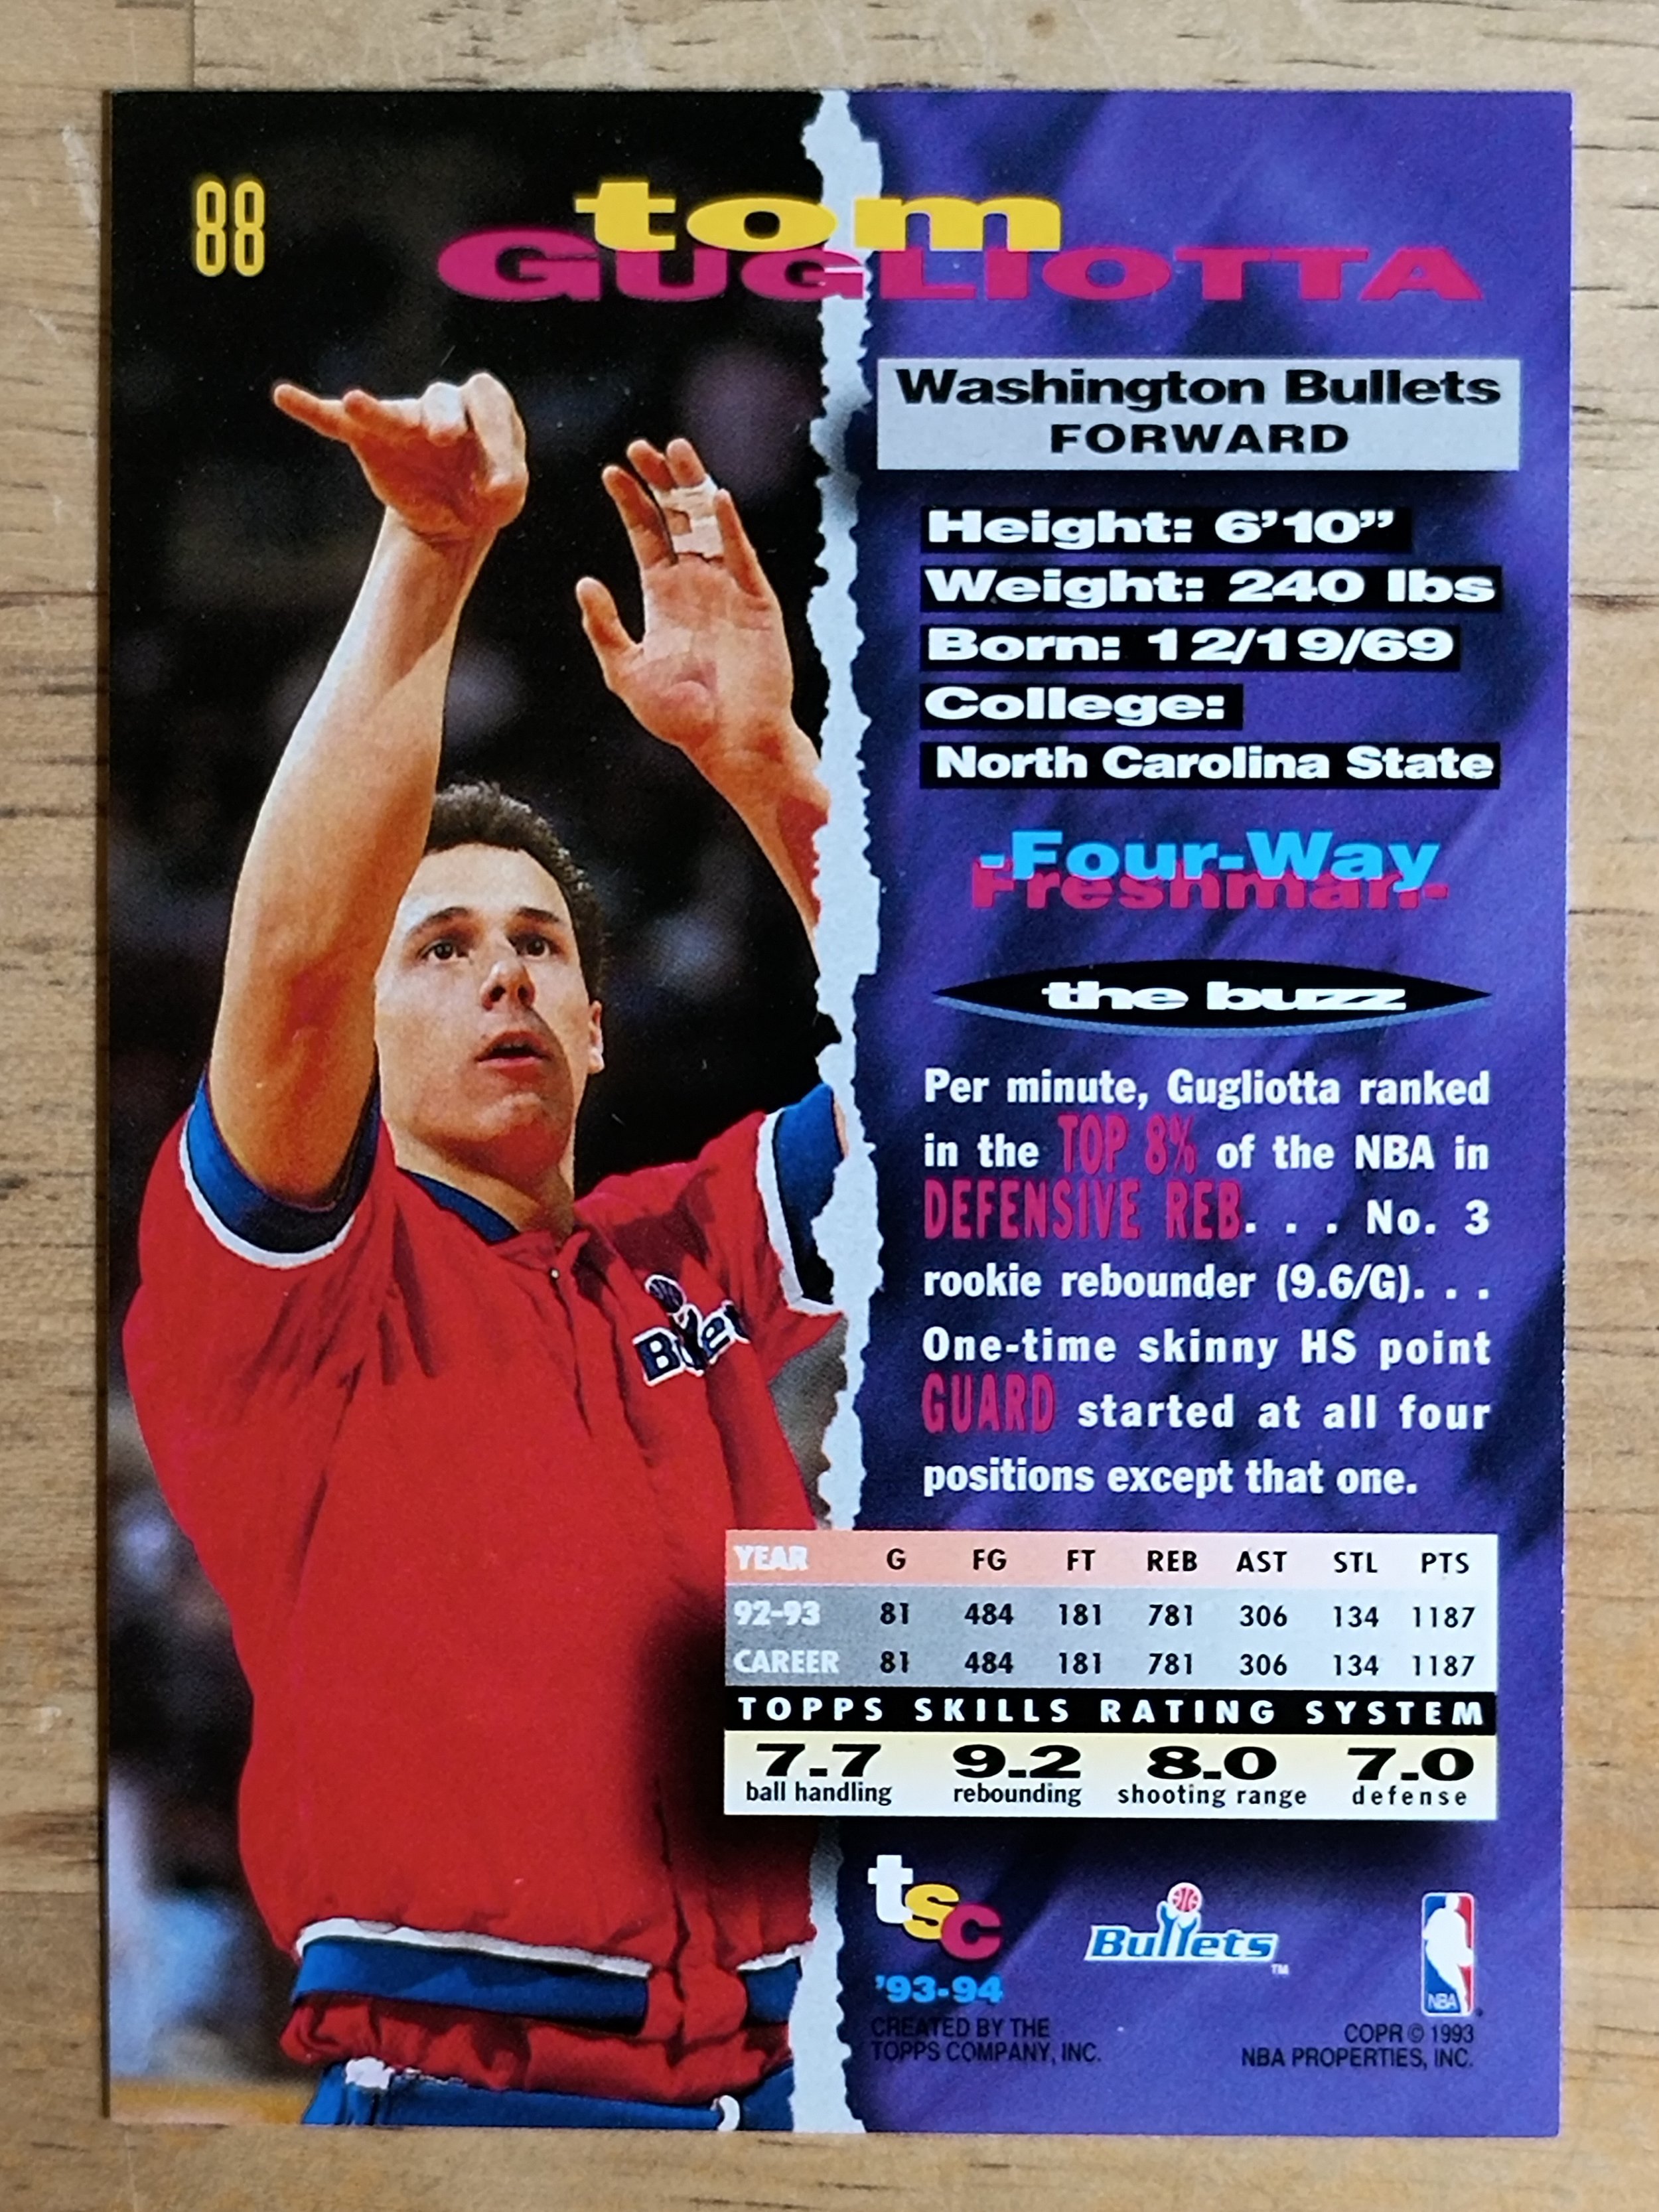 88
tom
GUGLIOTTA
Washington Bullets
FORWARD
Height: 6'10"
Weight: 240 lbs
Born: 12/19/69
College:
North Carolina State
-Four-Way
Freshman-
the buzz
Per minute, Gugliotta ranked
in the TOP 8% of the NBA in
DEFENSIVE REB. . . No. 3
rookie rebounder (9.6/G). . .
One-time skinny HS point
GUARD started at all four
positions except that one.
YEAR G FG FT REB AST STL PTS
92-93 81 484 181 781 306 134 1187
CAREER 81 484 181 781 306 134 1187
TOPPS SKILLS RATING SYSTEM
7.7 9.2 8.0 7.0
ball handling rebounding shooting range defense
tsc
'93-94
Bullets
TM
NBA
CREATED BY THE
TOPPS COMPANY, INC.
COPR © 1993
NBA PROPERTIES, INC.